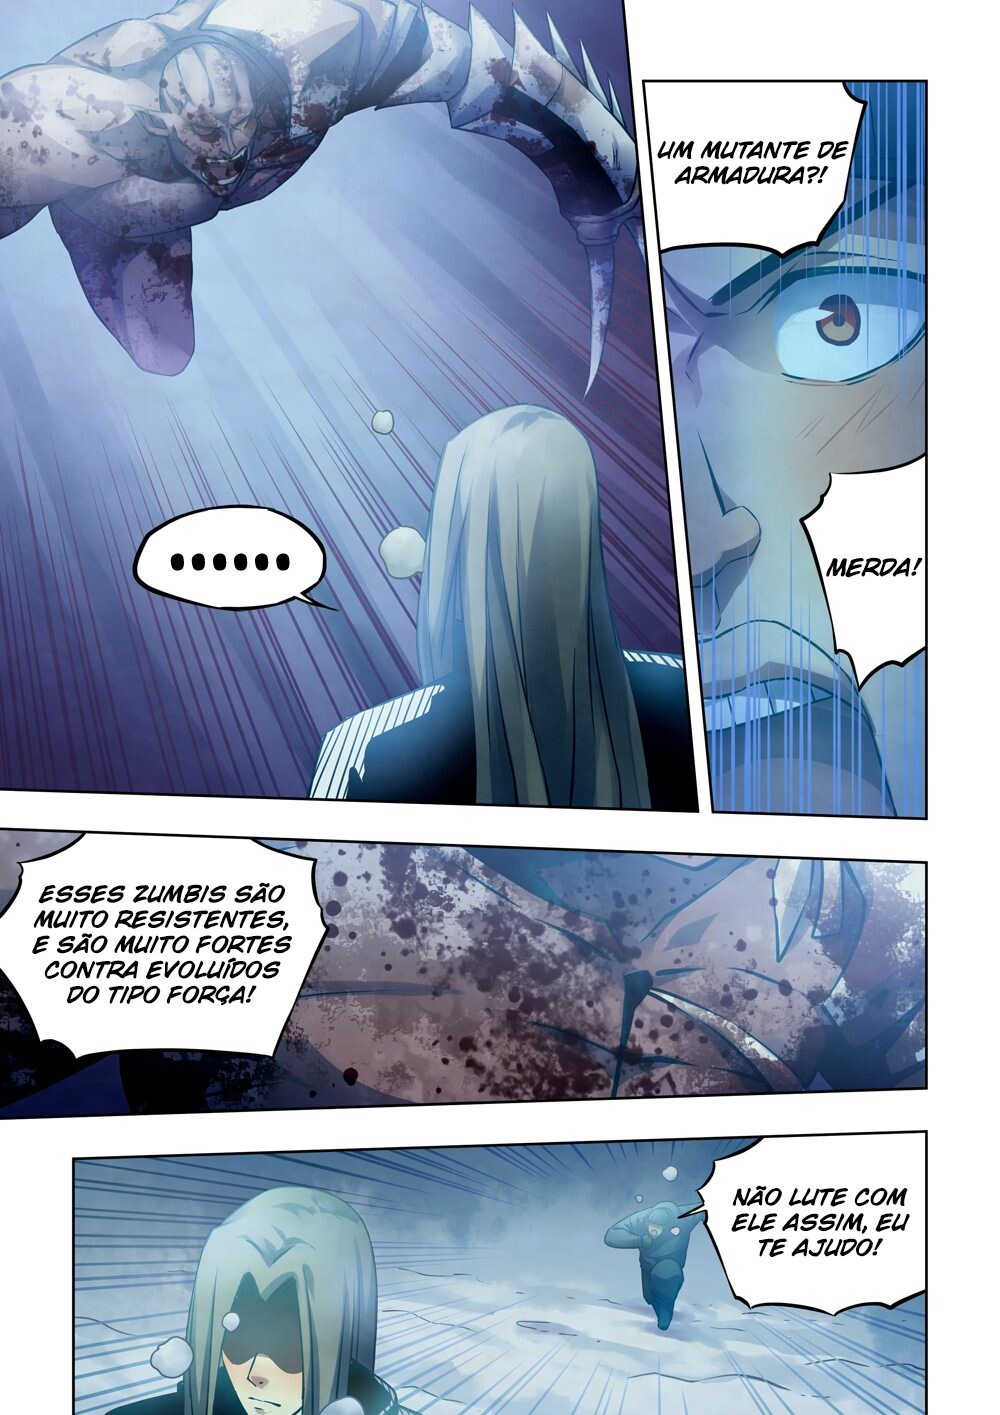 UM MUTANTE DE
ARMADURA?!
MERDA!
••••••
ESSES ZUMBIS SÃO
MUITO RESISTENTES,
E SÃO MUITO FORTES
CONTRA EVOLUÍDOS
DO TIPO FORÇA!
NÃO LUTE COM
ELE ASSIM, EU
TE AJUDO!